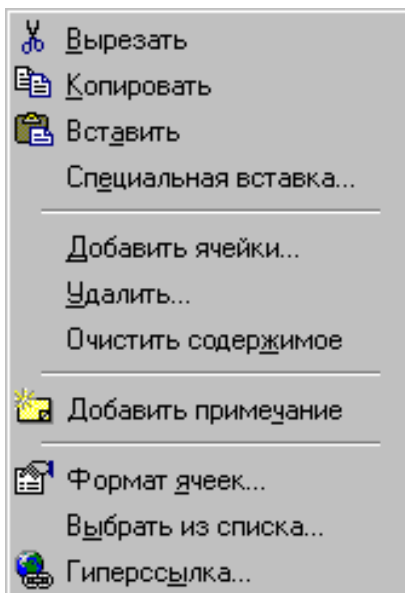 Вырезать
Копировать
Вставить
Специальная вставка...
Добавить ячейки...
Удалить...
Очистить содержимое
Добавить примечание
Формат ячеек...
Выбрать из списка...
Гиперссылка...